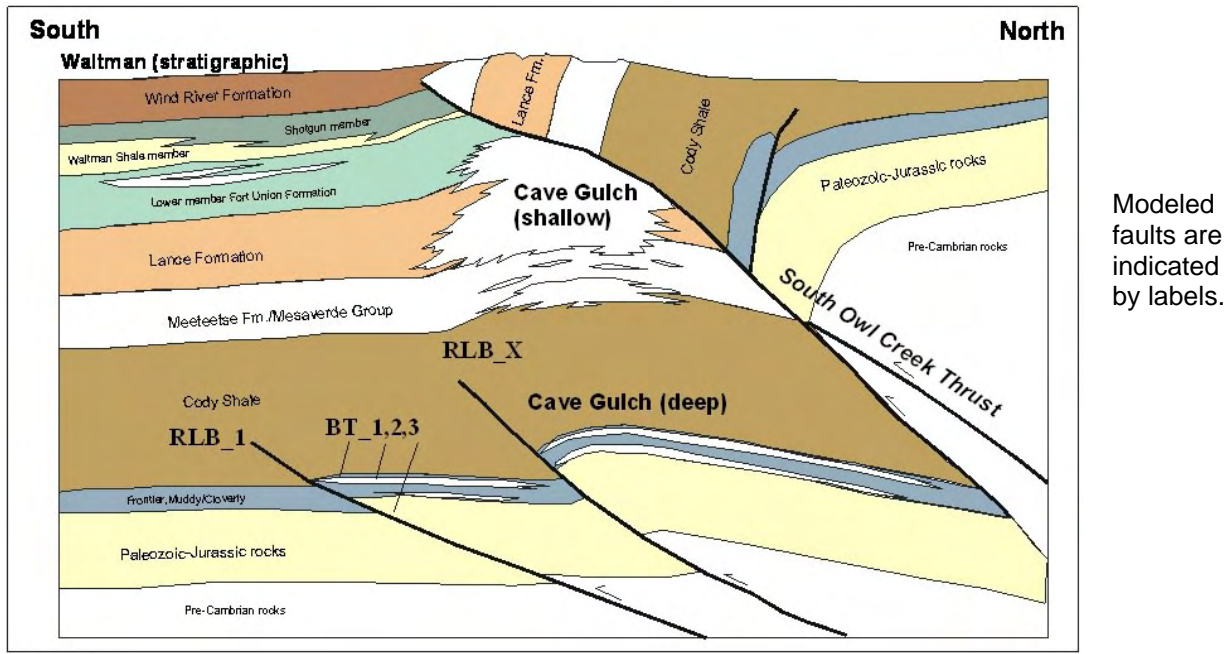 South
North
Waltman (stratigraphic)
Wind River Formation
Lance Fm.
Shotgun member
Cody Shale
Waltman Shale member
Paleozoic-Jurassic rocks
Lower member Fort Union Formation
Cave Gulch
(shallow)
Modeled
faults are
indicated
by labels.
Pre-Cambrian rocks
Lance Formation
South Owl Creek Thrust
Meeteetse Fm./Mesaverde Group
RLB_X
Cody Shale
Cave Gulch (deep)
RLB_1
BT_1,2,3
Frontier, Muddy/Cloverly
Paleozoic-Jurassic rocks
Pre-Cambrian rocks